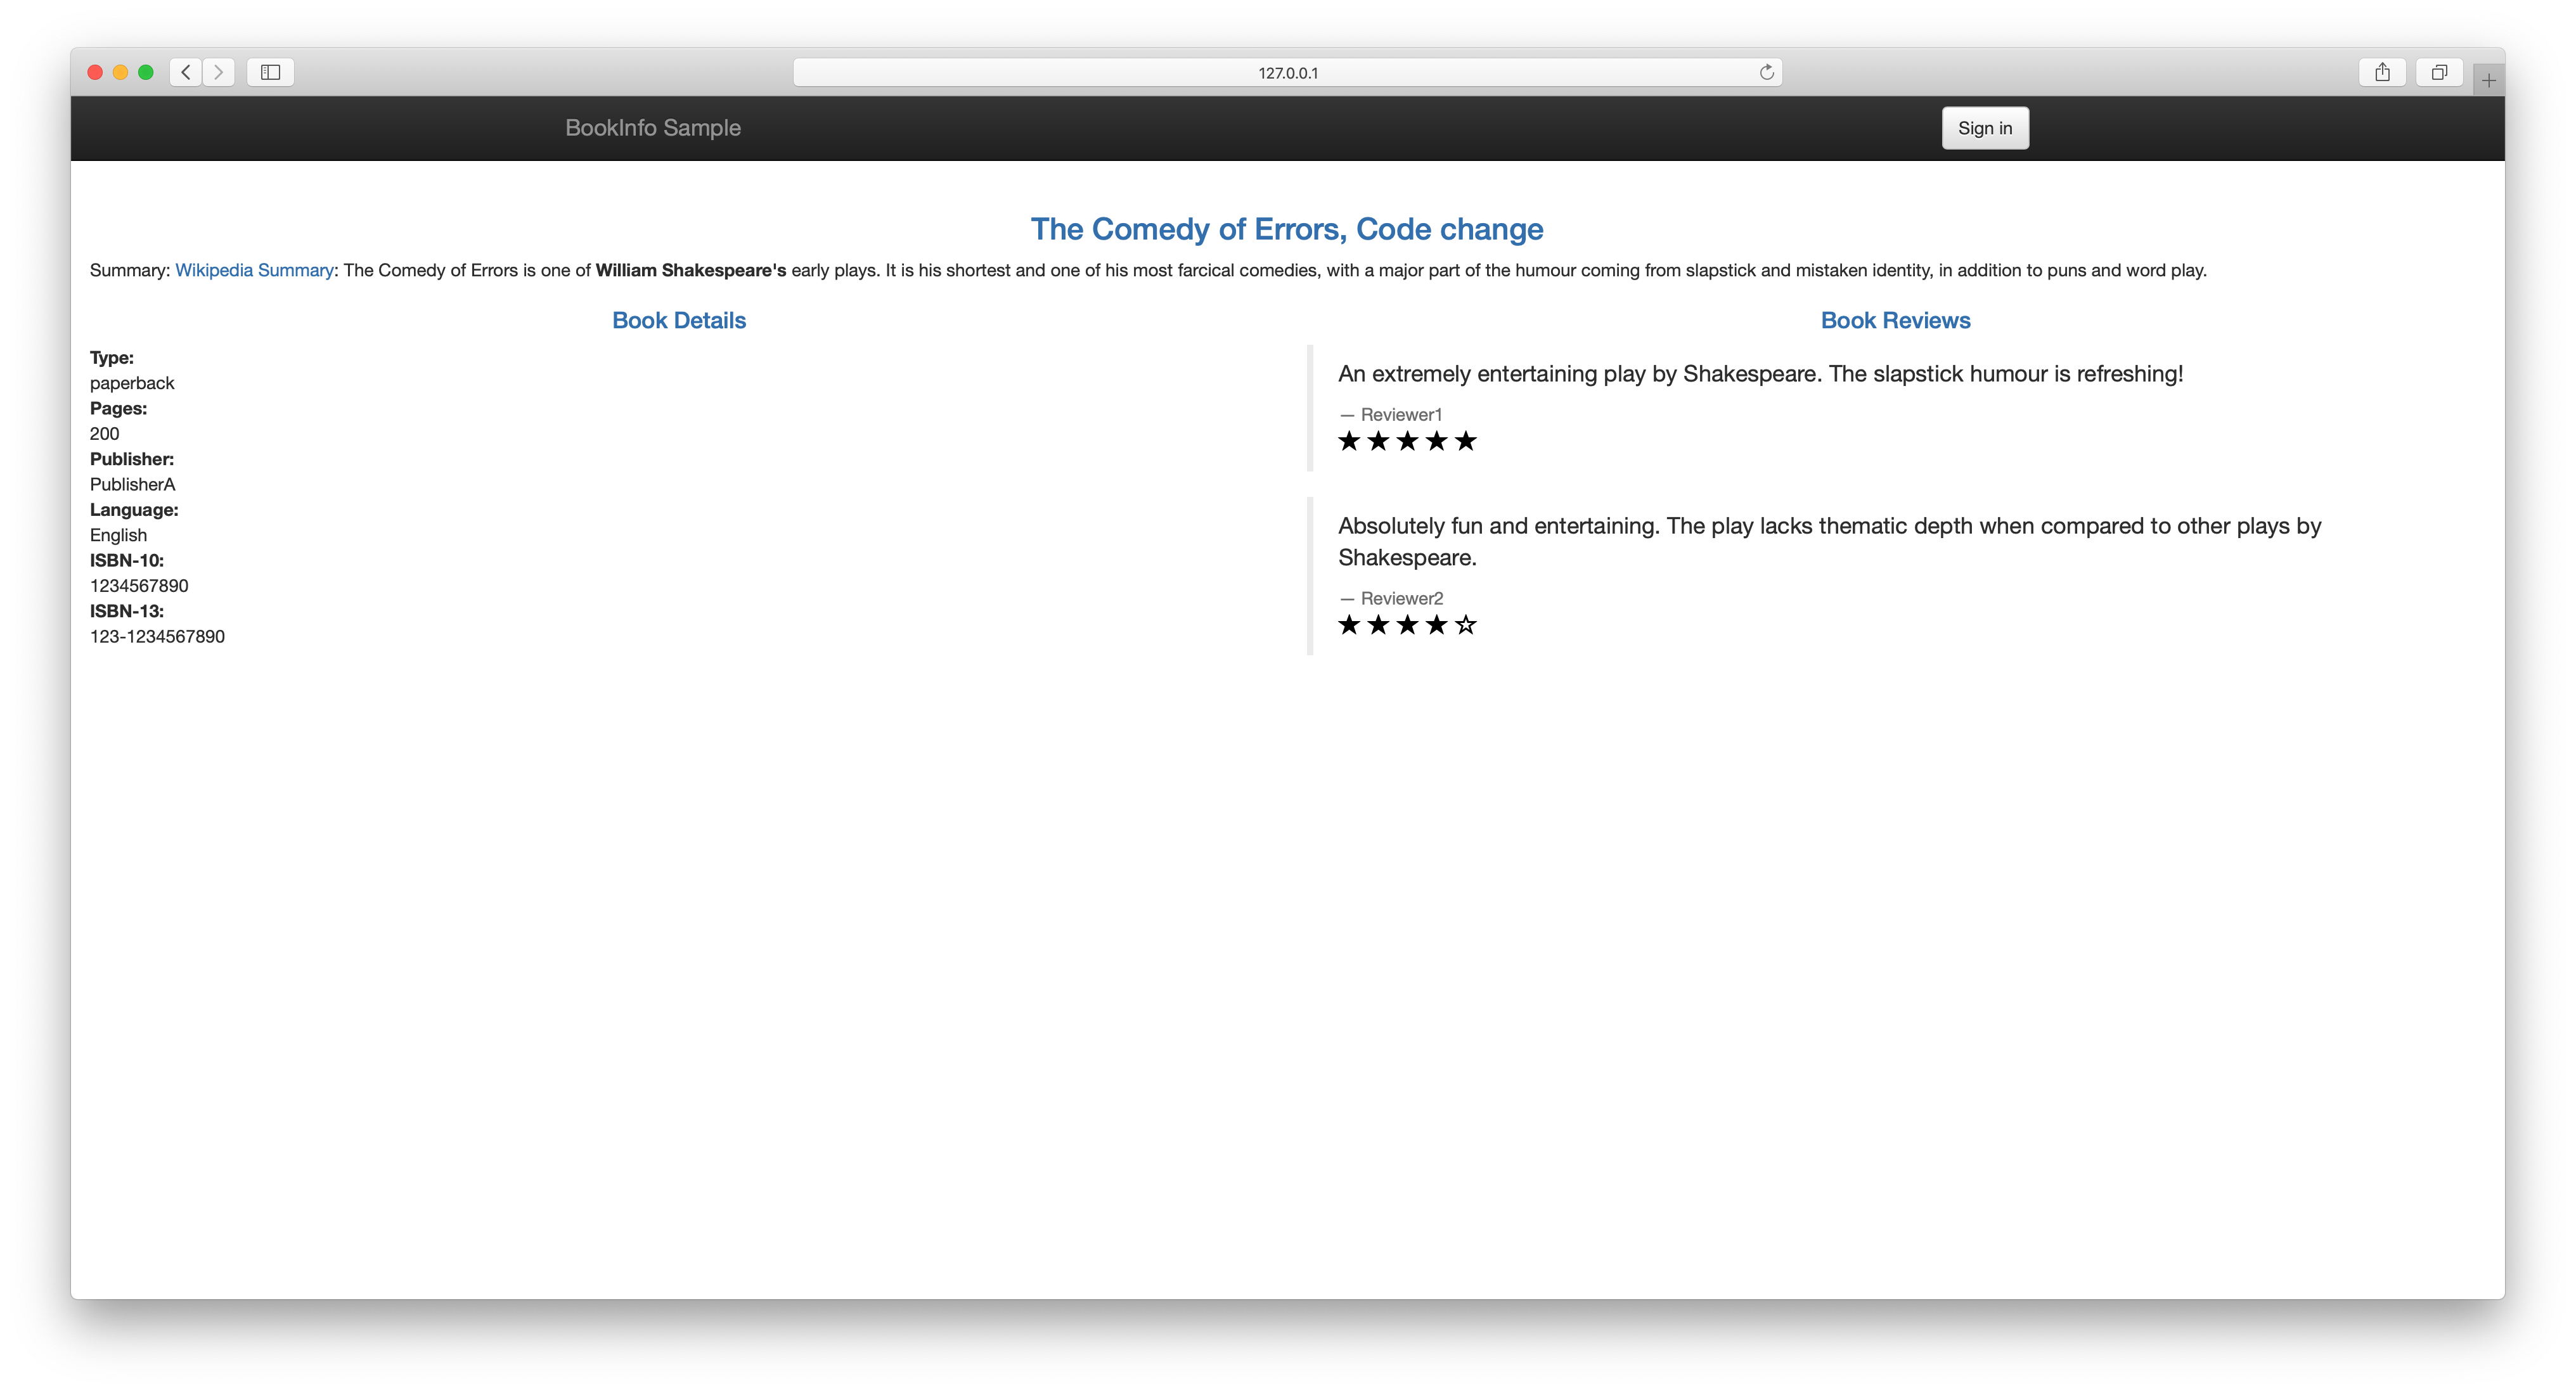 127.0.0.1
BookInfo Sample
Sign in
The Comedy of Errors, Code change
Summary: Wikipedia Summary: The Comedy of Errors is one of William Shakespeare's early plays. It is his shortest and one of his most farcical comedies, with a major part of the humour coming from slapstick and mistaken identity, in addition to puns and word play.
Book Details
Type:
paperback
Pages:
200
Publisher:
PublisherA
Language:
English
ISBN-10:
1234567890
ISBN-13:
123-1234567890
Book Reviews
An extremely entertaining play by Shakespeare. The slapstick humour is refreshing!
— Reviewer1
★ ★ ★ ★ ★
Absolutely fun and entertaining. The play lacks thematic depth when compared to other plays by
Shakespeare.
— Reviewer2
★ ★ ★ ★ ☆